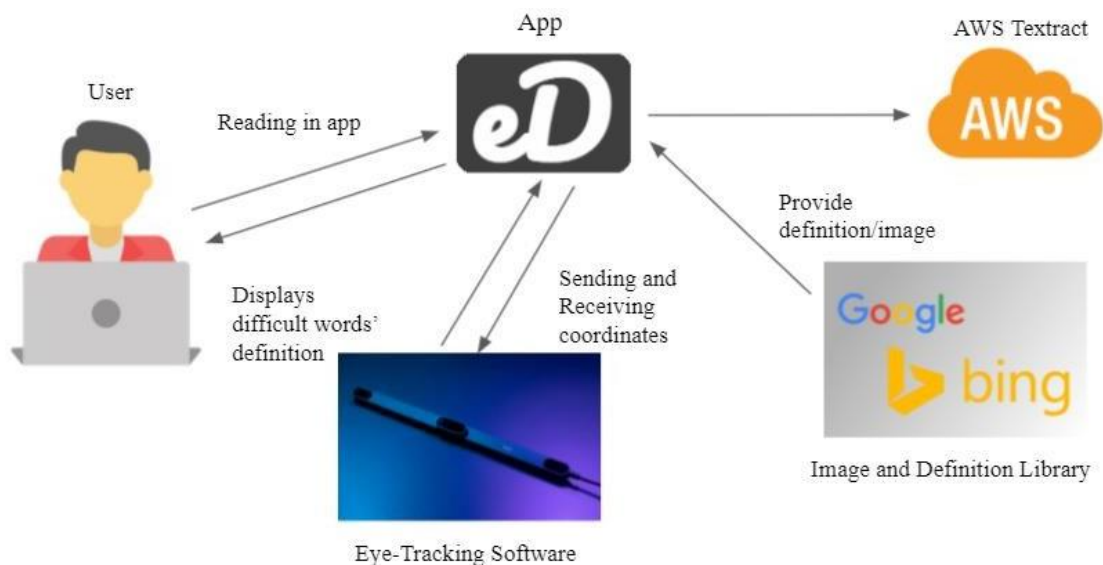 App
AWS Textract
User
eD
AWS
Reading in app
Provide
definition/image
Displays
difficult words’
definition
Sending and
Receiving
coordinates
Google
bing
Image and Definition Library
Eye-Tracking Software